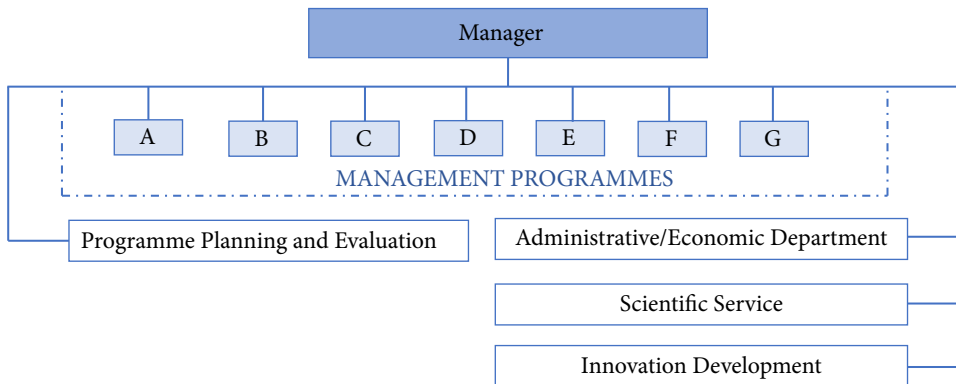 Manager
A
B
C
D
E
F
G
MANAGEMENT PROGRAMMES
Programme Planning and Evaluation
Administrative/Economic Department
Scientific Service
Innovation Development